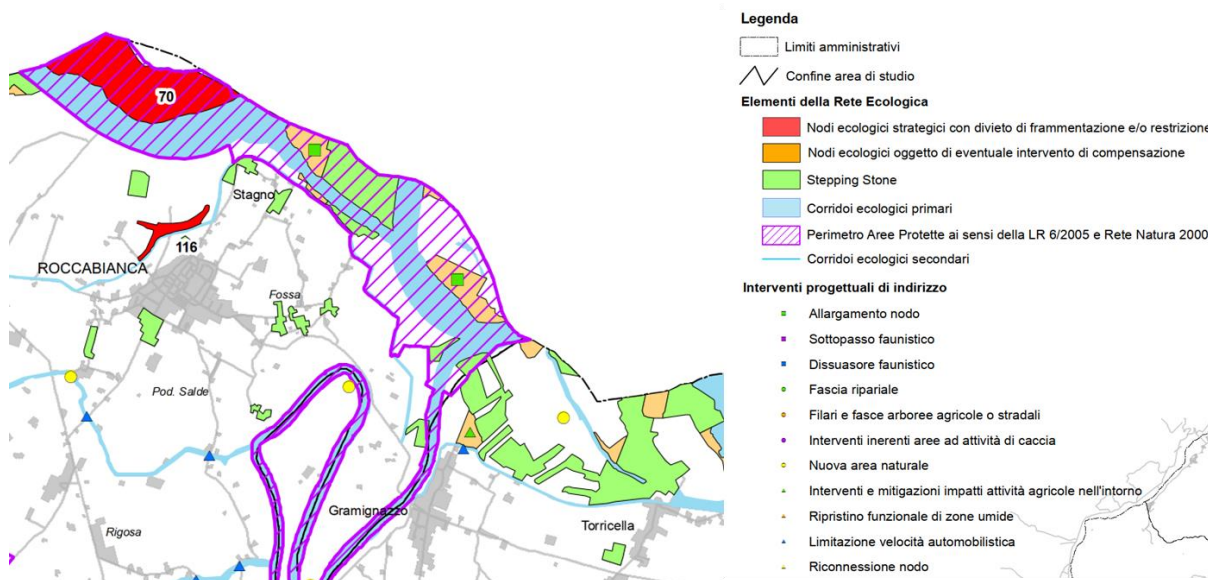 70
Stagno
116
ROCCABIANCA
Fossa
Pod. Salde
Gramignazzo
Rigosa
Torricella
Legenda
Limiti amministrativi
Confine area di studio
Elementi della Rete Ecologica
Nodi ecologici strategici con divieto di frammentazione e/o restrizione
Nodi ecologici oggetto di eventuale intervento di compensazione
Stepping Stone
Corridoi ecologici primari
Perimetro Aree Protette ai sensi della LR 6/2005 e Rete Natura 2000
Corridoi ecologici secondari
Interventi progettuali di indirizzo
Allargamento nodo
Sottopasso faunistico
Dissuasore faunistico
Fascia ripariale
Filari e fasce arboree agricole o stradali
Interventi inerenti aree ad attività di caccia
Nuova area naturale
Interventi e mitigazioni impatti attività agricole nell'intorno
Ripristino funzionale di zone umide
Limitazione velocità automobilistica
Riconnessione nodo